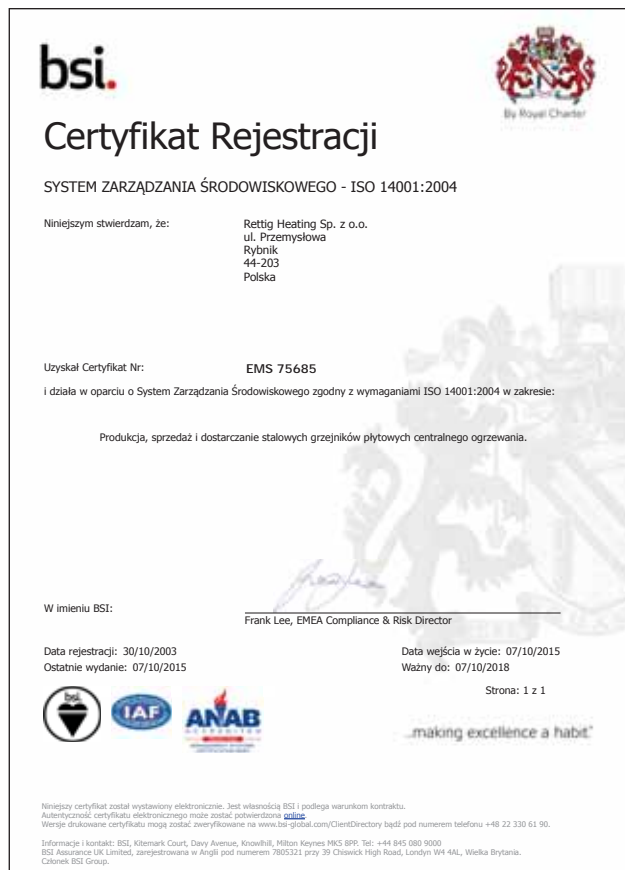 bsi.
By Royal Charter
Certyfikat Rejestracji
SYSTEM ZARZĄDZANIA ŚRODOWISKOWEGO - ISO 14001:2004
Niniejszym stwierdzam, że:
Rettig Heating Sp. z o.o.
ul. Przemysłowa
Rybnik
44-203
Polska
Uzyskał Certyfikat Nr:
EMS 75685
i działa w oparciu o System Zarządzania Środowiskowego zgodny z wymaganiami ISO 14001:2004 w zakresie:
Produkcja, sprzedaż i dostarczanie stalowych grzejników płytowych centralnego ogrzewania.
W imieniu BSI:
Frank Lee, EMEA Compliance & Risk Director
Data rejestracji: 30/10/2003
Data wejścia w życie: 07/10/2015
Ostatnie wydanie: 07/10/2015
Ważny do: 07/10/2018
Strona: 1 z 1
bsi.
IAF
ANAB
ACCREDITED
...making excellence a habit.™
Niniejszy certyfikat został wystawiony elektronicznie. Jest własnością BSI i podlega warunkom kontraktu.
Autentyczność certyfikatu elektronicznego może zostać potwierdzona online.
Wersje drukowane certyfikatu mogą zostać zweryfikowane na www.bsi-global.com/ClientDirectory bądź pod numerem telefonu +48 22 330 61 90.
Informacje i kontakt: BSI, Kitemark Court, Davy Avenue, Knowlhill, Milton Keynes MK5 8PP. Tel: +44 845 080 9000
BSI Assurance UK Limited, zarejestrowana w Anglii pod numerem 7805321 przy 39 Chiswick High Road, Londyn W4 4AL, Wielka Brytania.
Członek BSI Group.